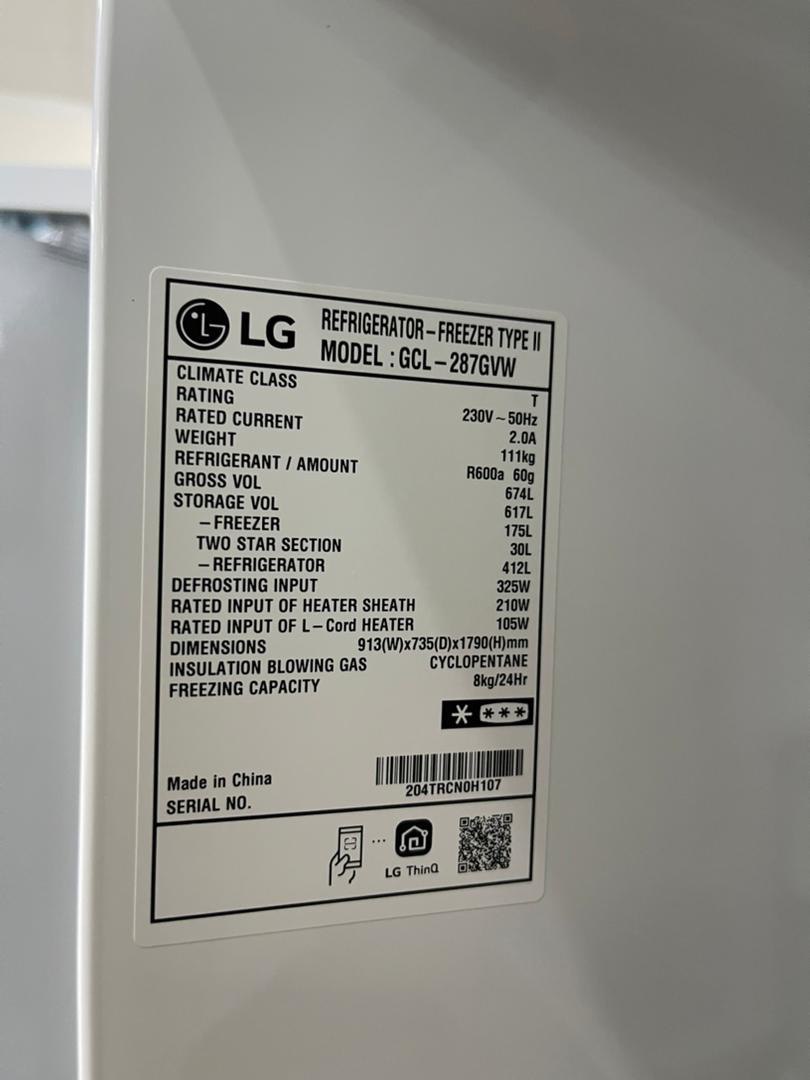 LG REFRIGERATOR-FREEZER TYPE II
MODEL : GCL-287GVW
CLIMATE CLASS T
RATING 230V ~ 50Hz
RATED CURRENT 2.0A
WEIGHT 111kg
REFRIGERANT / AMOUNT R600a 60g
GROSS VOL 674L
STORAGE VOL 617L
-FREEZER 175L
TWO STAR SECTION 30L
-REFRIGERATOR 412L
DEFROSTING INPUT 325W
RATED INPUT OF HEATER SHEATH 210W
RATED INPUT OF L-Cord HEATER 105W
DIMENSIONS 913(W)x735(D)x1790(H)mm
INSULATION BLOWING GAS CYCLOPENTANE
FREEZING CAPACITY 8kg/24Hr
Made in China
SERIAL NO. 204TRCN0H107
LG ThinQ